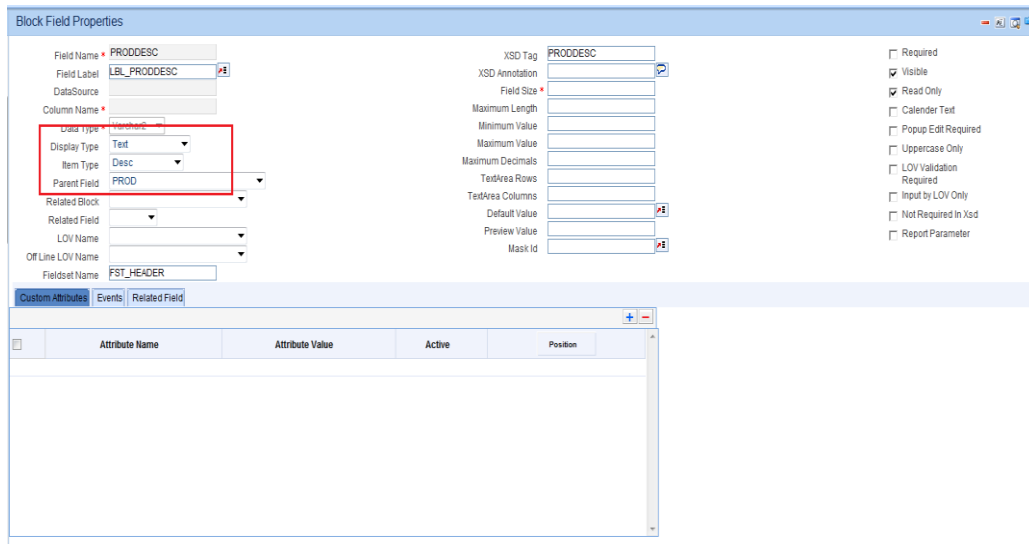 Block Field Properties
Field Name * PRODDESC
Field Label LBL_PRODDESC
DataSource
Column Name *
Data Type * Varchar2
Display Type Text
Item Type Desc
Parent Field PROD
Related Block
Related Field
LOV Name
Off Line LOV Name
Fieldset Name FST_HEADER
XSD Tag PRODDESC
XSD Annotation
Field Size *
Maximum Length
Minimum Value
Maximum Value
Maximum Decimals
TextArea Rows
TextArea Columns
Default Value
Preview Value
Mask Id
Required
Visible
Read Only
Calender Text
Popup Edit Required
Uppercase Only
LOV Validation
Required
Input by LOV Only
Not Required In Xsd
Report Parameter
Custom Attributes Events Related Field
Attribute Name Attribute Value Active Position